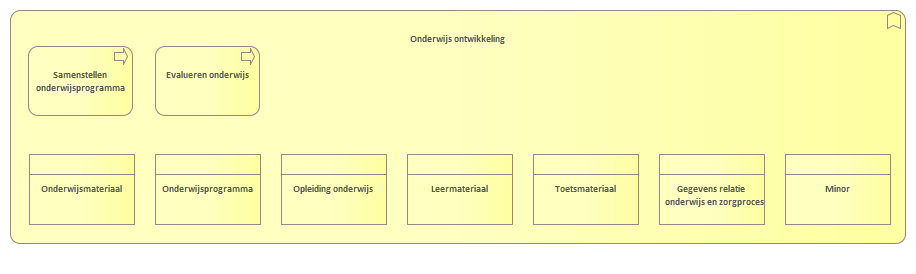 Onderwijs ontwikkeling
Samenstellen
onderwijsprogramma
Evalueren onderwijs
Onderwijsmateriaal
Onderwijsprogramma
Opleiding onderwijs
Leermateriaal
Toetsmateriaal
Gegevens relatie
onderwijs en zorgproces
Minor